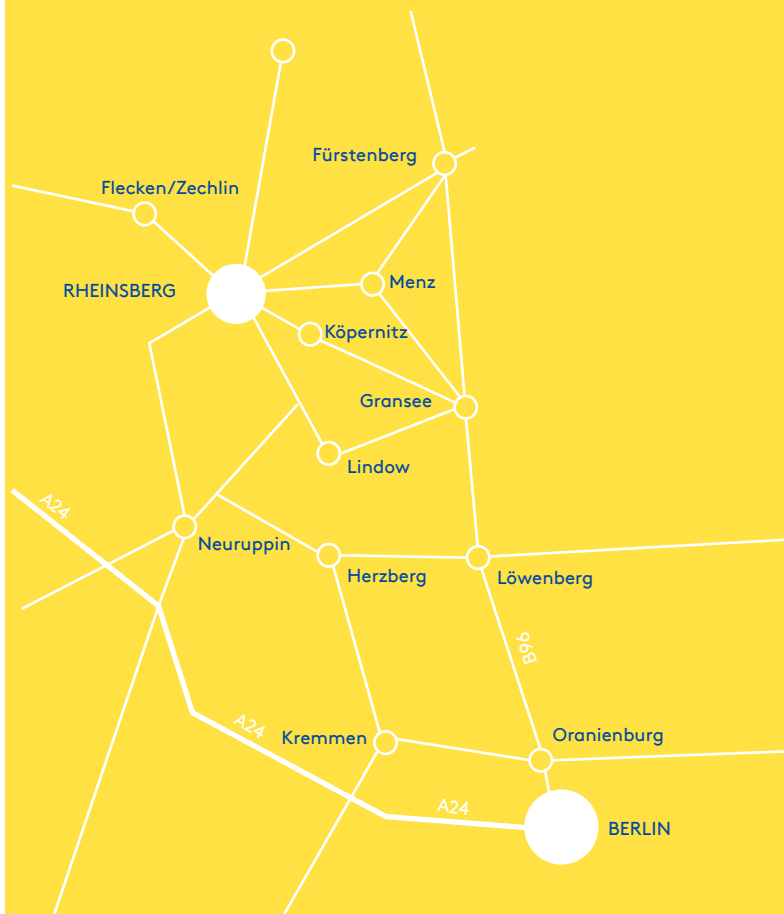 Fürstenberg
Flecken/Zechlin
Menz
RHEINSBERG
Köpernitz
Gransee
Lindow
A24
Neuruppin
Herzberg
Löwenberg
B96
A24
Kremmen
Oranienburg
A24
BERLIN